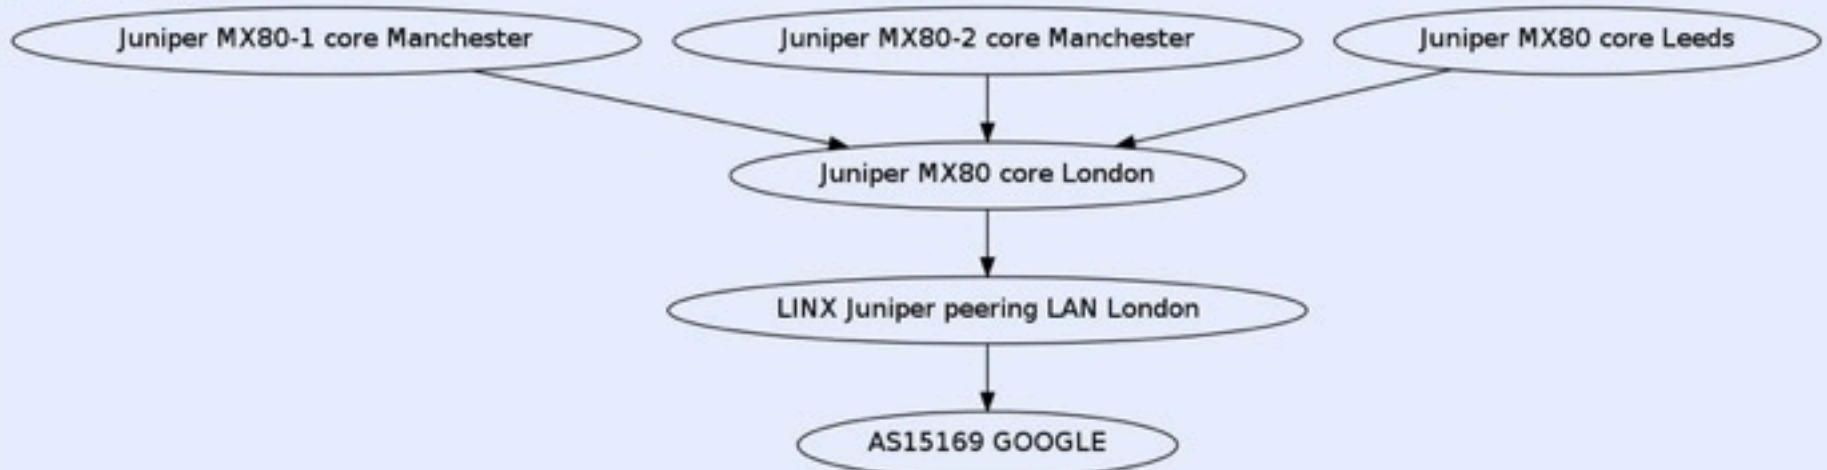 Juniper MX80-1 core Manchester
Juniper MX80-2 core Manchester
Juniper MX80 core Leeds
Juniper MX80 core London
LINX Juniper peering LAN London
AS15169 GOOGLE